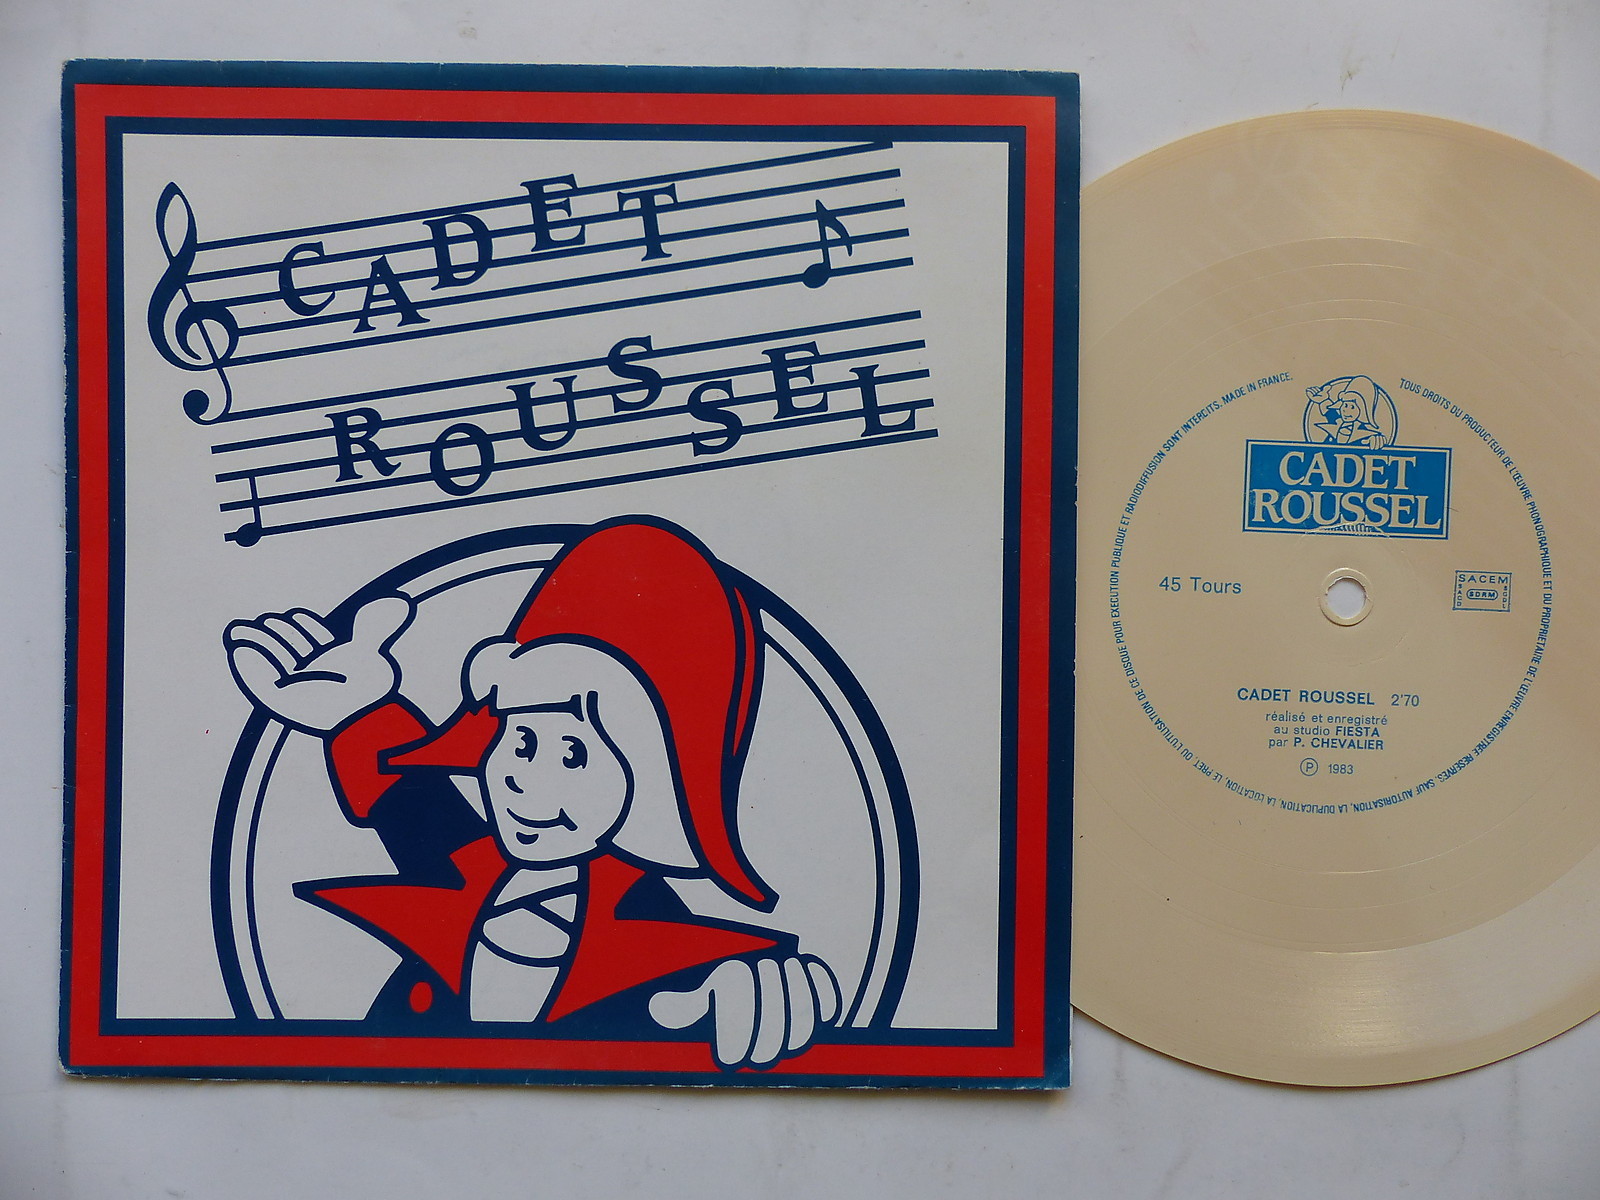 CADET
ROUSSEL
TOUS DROITS DU PRODUCTEUR DE L'ŒUVRE PHONOGRAPHIQUE ET DU PROPRIETAIRE DE L'ŒUVRE ENREGISTREE RESERVES. SAUF AUTORISATION, LA DUPLICATION, LA LOCATION, LE PRET, OU L'UTILISATION DE CE DISQUE POUR EXECUTION PUBLIQUE ET RADIODIFFUSION SONT INTERDITS. MADE IN FRANCE.
CADET
ROUSSEL
45 Tours
SACEM
SACD
SDRM
SGDL
CADET ROUSSEL 2'70
réalisé et enregistré
au studio FIESTA
par P. CHEVALIER
Ⓟ 1983